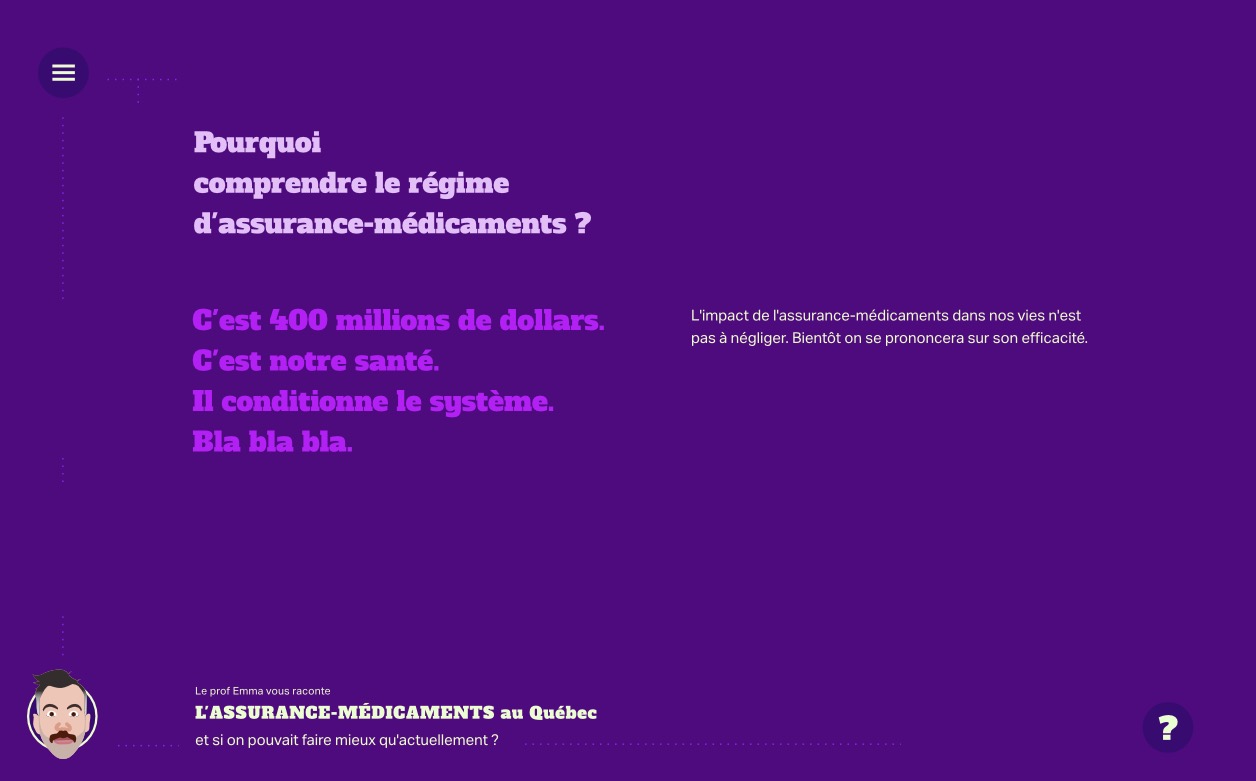 Pourquoi
comprendre le régime
d'assurance-médicaments ?
C'est 400 millions de dollars.
C'est notre santé.
Il conditionne le système.
Bla bla bla.
L'impact de l'assurance-médicaments dans nos vies n'est
pas à négliger. Bientôt on se prononcera sur son efficacité.
Le prof Emma vous raconte
L'ASSURANCE-MÉDICAMENTS au Québec
et si on pouvait faire mieux qu'actuellement ?
?